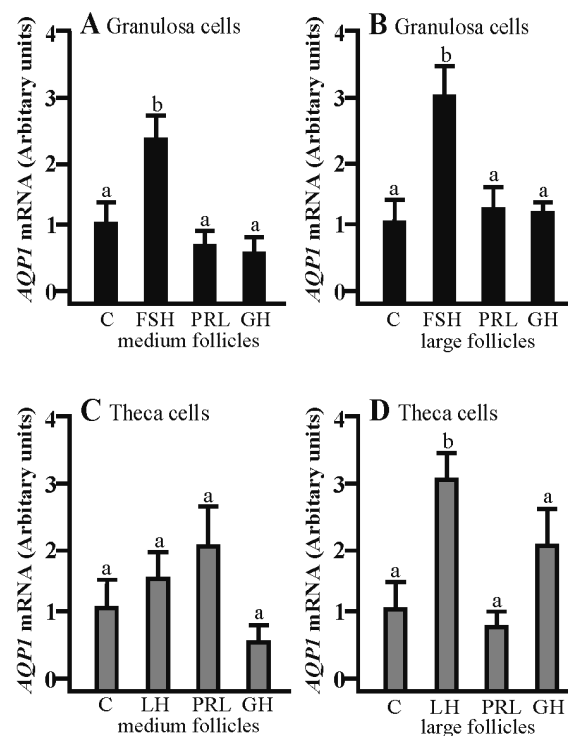 A Granulosa cells
AQP1 mRNA (Arbitary units)
4
3
2
1
0
b
a
a
a
C FSH PRL GH
medium follicles
B Granulosa cells
AQP1 mRNA (Arbitary units)
4
3
2
1
0
b
a
a
a
C FSH PRL GH
large follicles
C Theca cells
AQP1 mRNA (Arbitary units)
4
3
2
1
0
a
a
a
a
C LH PRL GH
medium follicles
D Theca cells
AQP1 mRNA (Arbitary units)
4
3
2
1
0
b
a
a
a
C LH PRL GH
large follicles